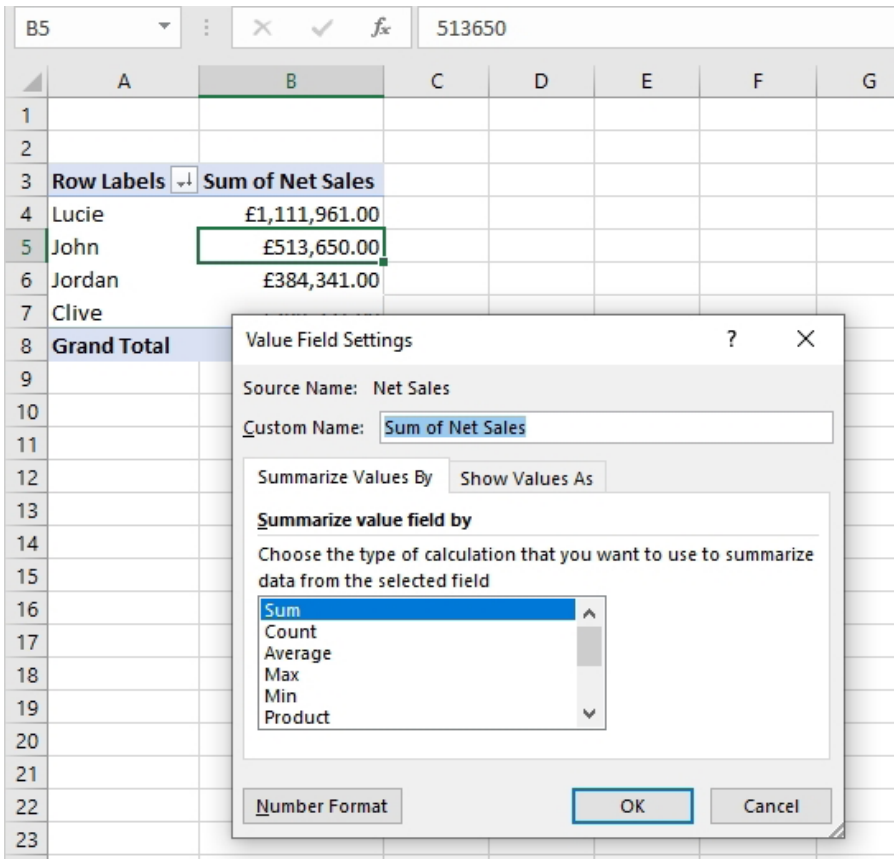 B5 fx 513650
A B C D E F G
1
2
3 Row Labels Sum of Net Sales
4 Lucie £1,111,961.00
5 John £513,650.00
6 Jordan £384,341.00
7 Clive
8 Grand Total
Value Field Settings ? ×
9
Source Name: Net Sales
10
Custom Name: Sum of Net Sales
11
12
Summarize Values By Show Values As
13
Summarize value field by
14
Choose the type of calculation that you want to use to summarize
15
data from the selected field
16
Sum
Count
17
Average
18
Max
19
Min
Product
20
21
22
Number Format OK Cancel
23